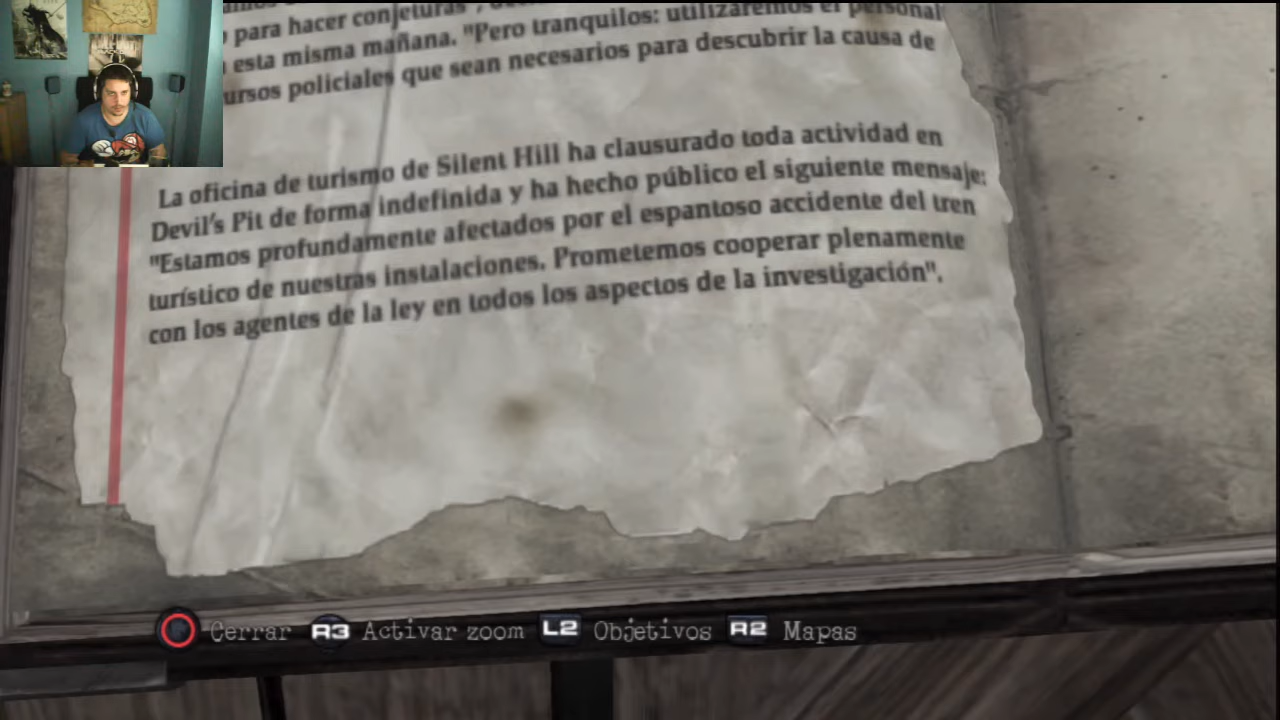 para hacer conjeturas",
esta misma mañana. "Pero tranquilos: utilizaremos el personal
ursos policiales que sean necesarios para descubrir la causa de
La oficina de turismo de Silent Hill ha clausurado toda actividad en
Devil's Pit de forma indefinida y ha hecho público el siguiente mensaje:
"Estamos profundamente afectados por el espantoso accidente del tren
turístico de nuestras instalaciones. Prometemos cooperar plenamente
con los agentes de la ley en todos los aspectos de la investigación".
Cerrar R3 Activar zoom L2 Objetivos R2 Mapas